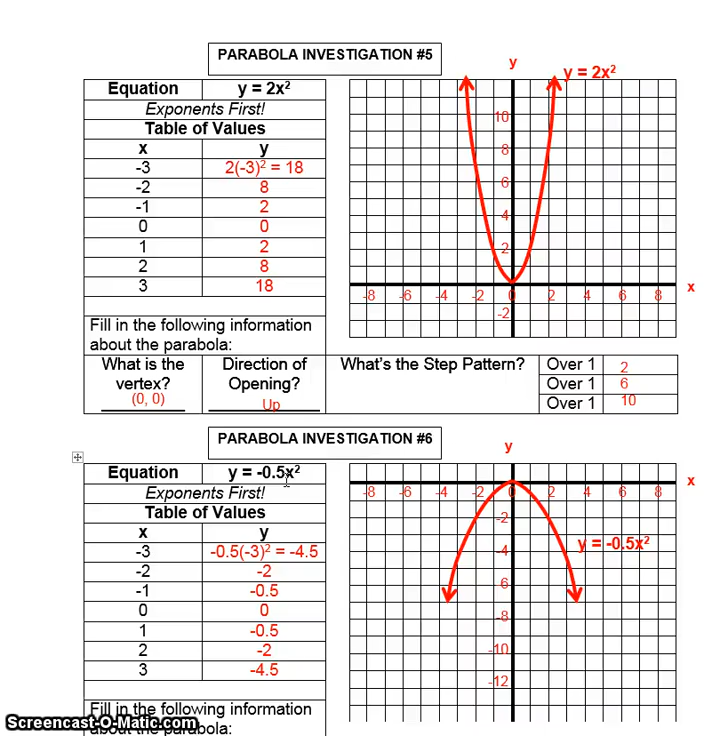 PARABOLA INVESTIGATION #5
Equation y = 2x²
Exponents First!
Table of Values
x y
-3 2(-3)² = 18
-2 8
-1 2
0 0
1 2
2 8
3 18
Fill in the following information
about the parabola:
What is the
vertex?
(0, 0)
Direction of
Opening?
Up
What's the Step Pattern?
Over 1 2
Over 1 6
Over 1 10
y
y = 2x²
10
8
6
4
2
-8 -6 -4 -2 0 2 4 6 8 x
-2
PARABOLA INVESTIGATION #6
Equation y = -0.5x²
Exponents First!
Table of Values
x y
-3 -0.5(-3)² = -4.5
-2 -2
-1 -0.5
0 0
1 -0.5
2 -2
3 -4.5
Fill in the following information
about the parabola:
y
-8 -6 -4 -2 0 2 4 6 8 x
-2
-4
y = -0.5x²
6
-8
-10
-12
Screencast-O-Matic.com